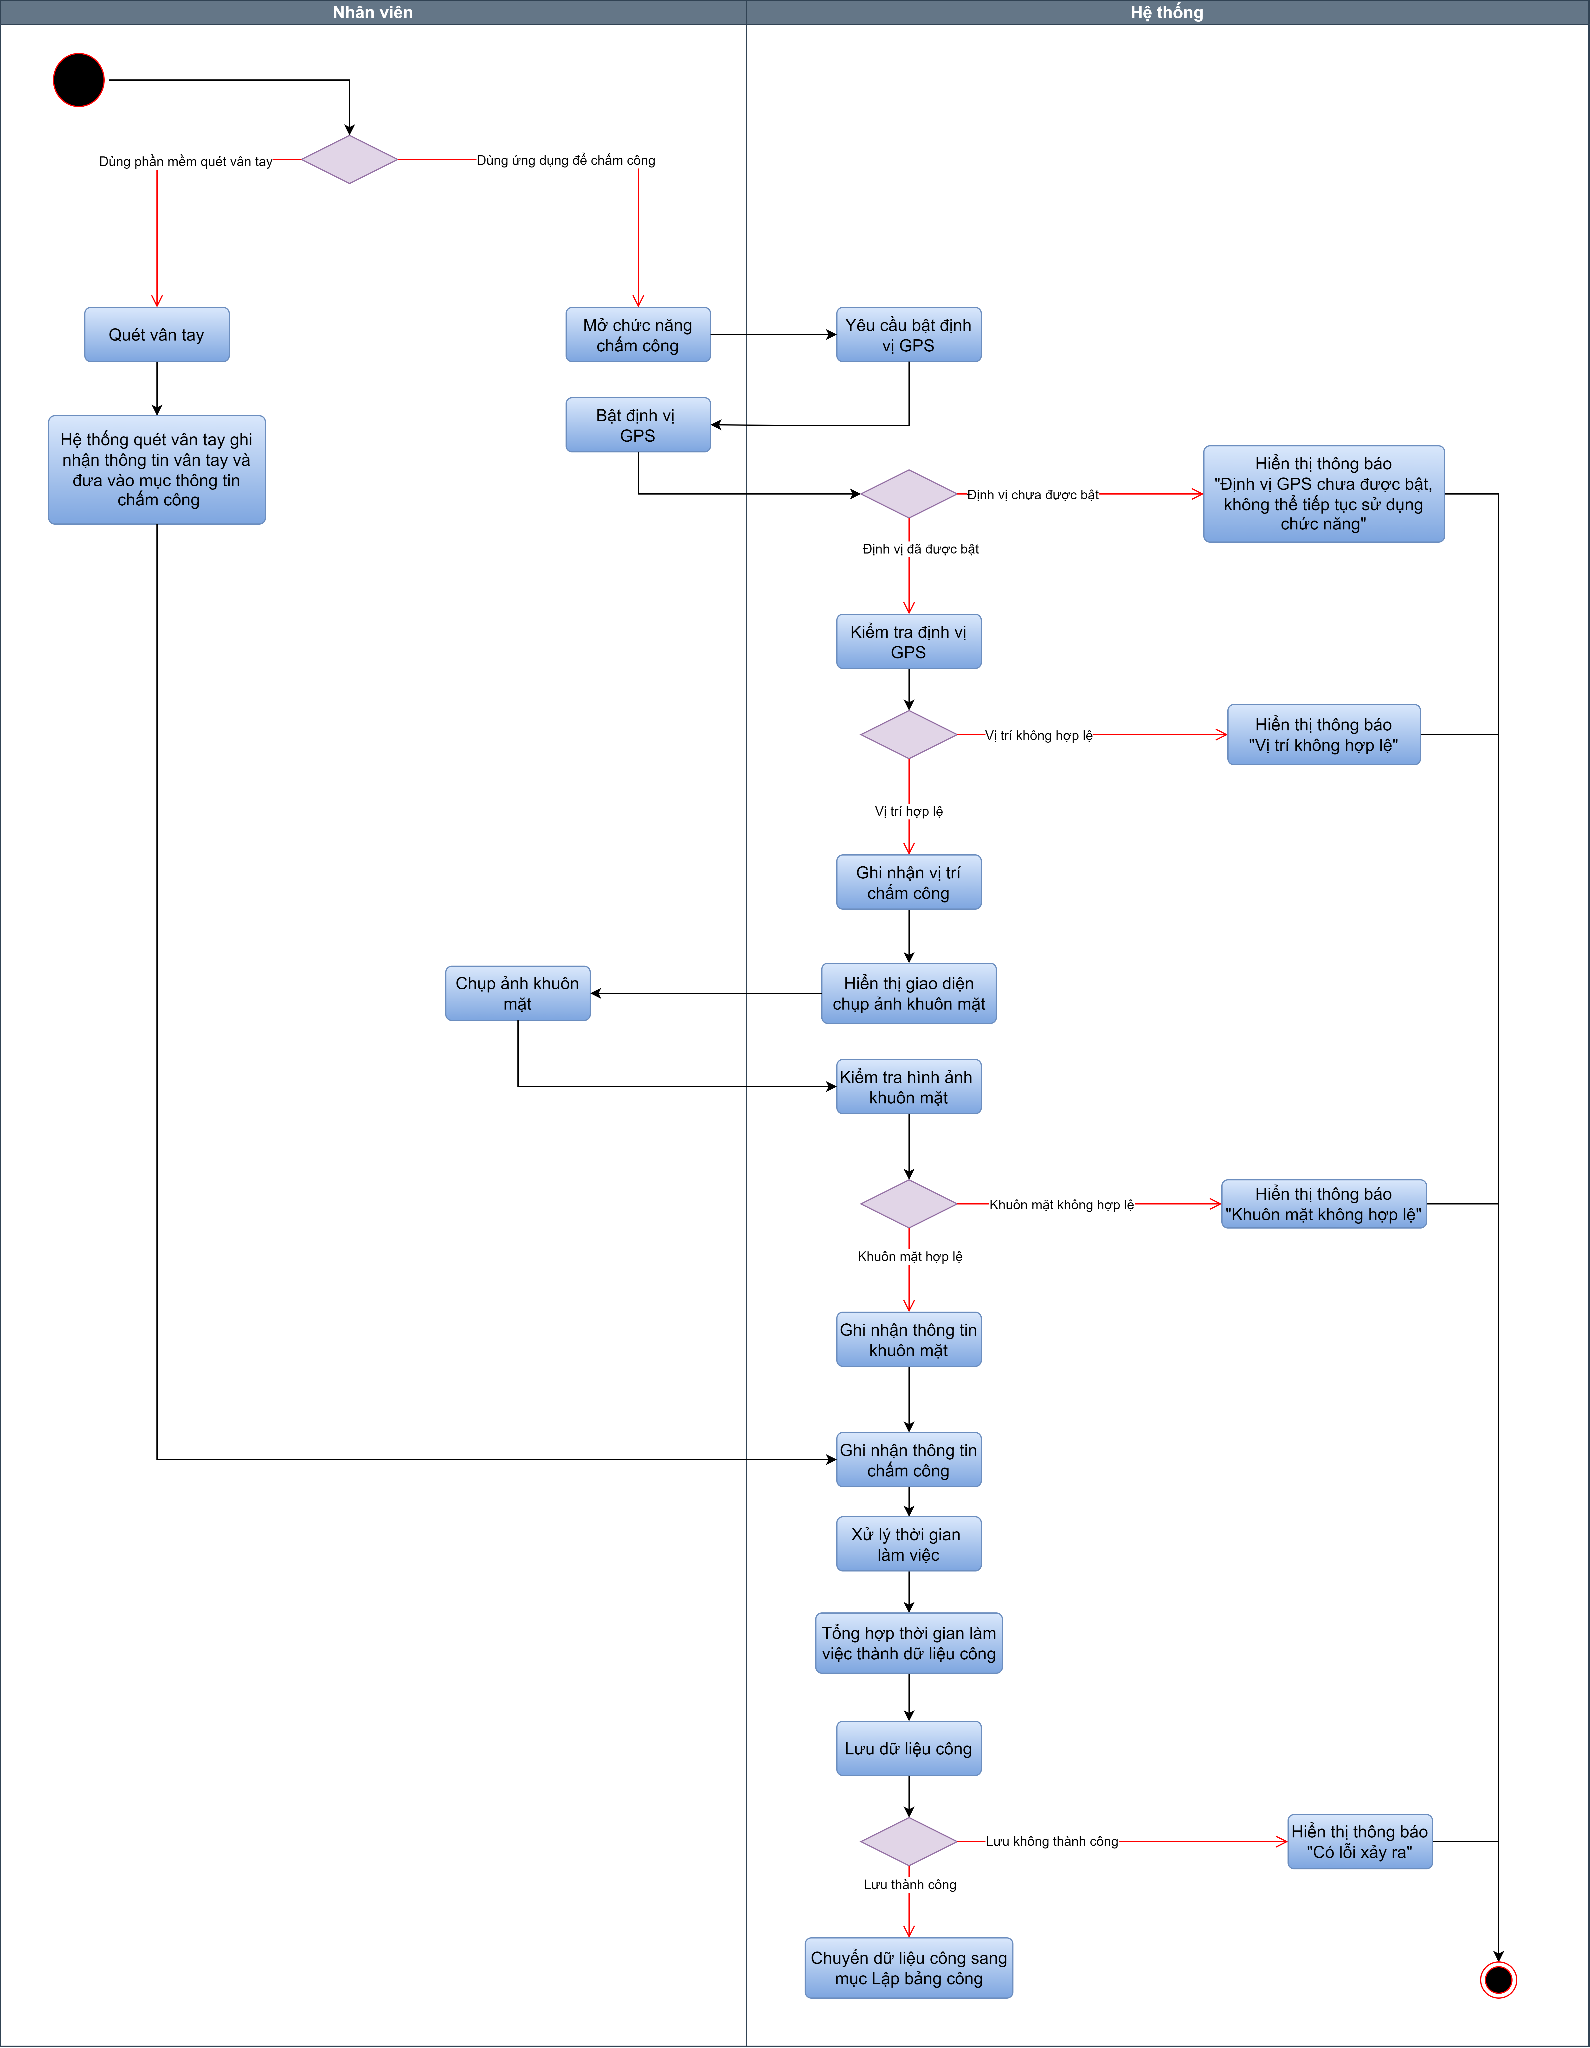 Nhân viên
Hệ thống
Dùng phần mềm quét vân tay
Dùng ứng dụng để chấm công
Quét vân tay
Mở chức năng
chấm công
Yêu cầu bật định
vị GPS
Bật định vị
GPS
Hệ thống quét vân tay ghi
nhận thông tin vân tay và
đưa vào mục thông tin
chấm công
Định vị chưa được bật
Hiển thị thông báo
"Định vị GPS chưa được bật,
không thể tiếp tục sử dụng
chức năng"
Định vị đã được bật
Kiểm tra định vị
GPS
Vị trí không hợp lệ
Hiển thị thông báo
"Vị trí không hợp lệ"
Vị trí hợp lệ
Ghi nhận vị trí
chấm công
Chụp ảnh khuôn
mặt
Hiển thị giao diện
chụp ảnh khuôn mặt
Kiểm tra hình ảnh
khuôn mặt
Khuôn mặt không hợp lệ
Hiển thị thông báo
"Khuôn mặt không hợp lệ"
Khuôn mặt hợp lệ
Ghi nhận thông tin
khuôn mặt
Ghi nhận thông tin
chấm công
Xử lý thời gian
làm việc
Tổng hợp thời gian làm
việc thành dữ liệu công
Lưu dữ liệu công
Lưu không thành công
Hiển thị thông báo
"Có lỗi xảy ra"
Lưu thành công
Chuyển dữ liệu công sang
mục Lập bảng công